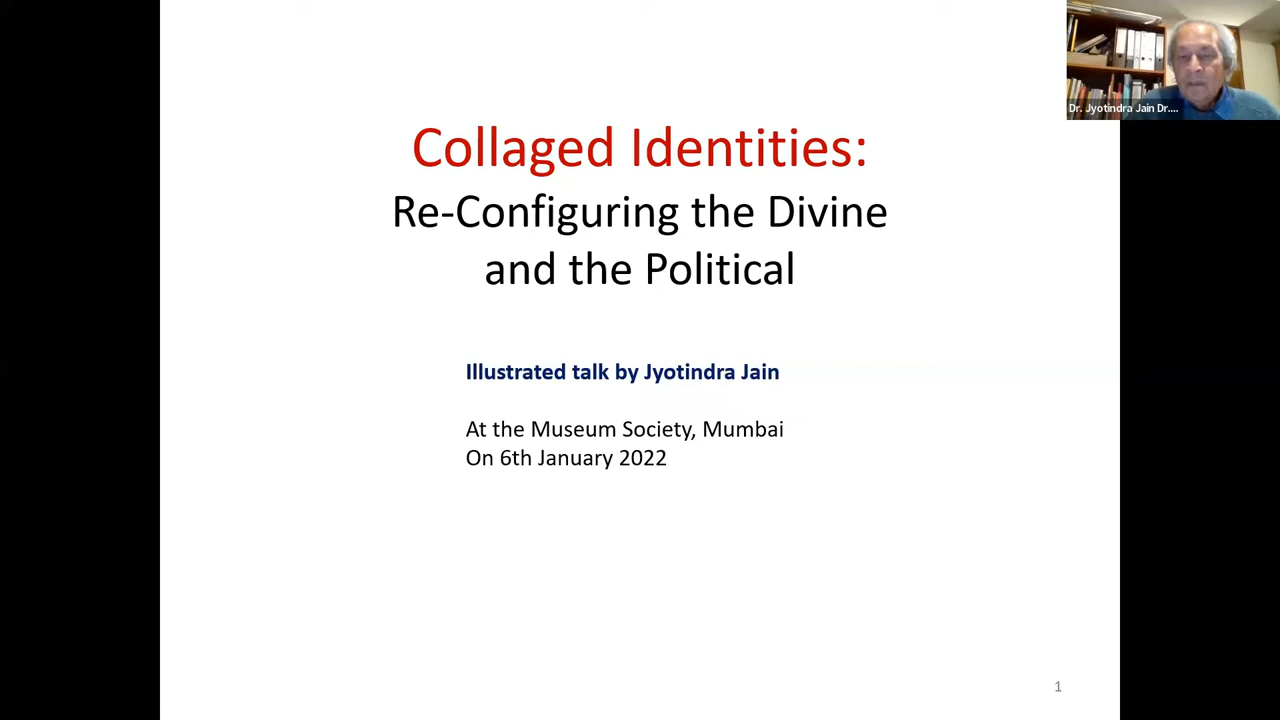 Collaged Identities:
Re-Configuring the Divine
and the Political
Illustrated talk by Jyotindra Jain
At the Museum Society, Mumbai
On 6th January 2022
1
Dr. Jyotindra Jain Dr....